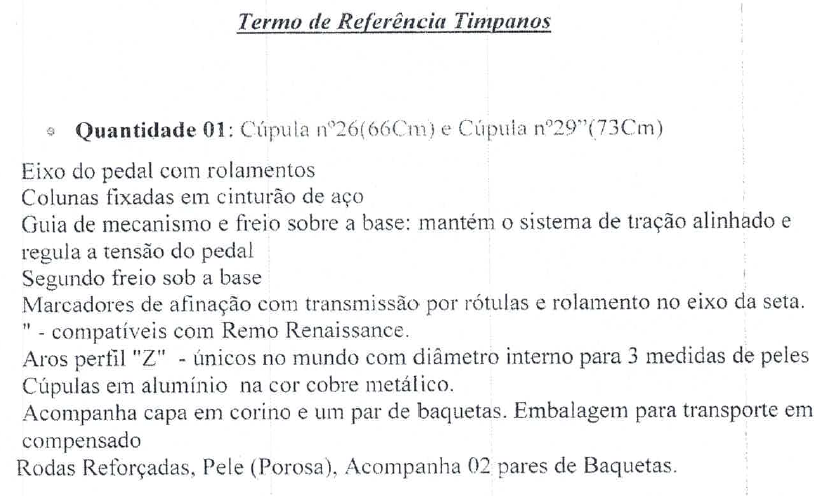 Termo de Referência Timpanos
Quantidade 01: Cúpula nº26(66Cm) e Cúpula nº29”(73Cm)
Eixo do pedal com rolamentos
Colunas fixadas em cinturão de aço
Guia de mecanismo e freio sobre a base: mantém o sistema de tração alinhado e
regula a tensão do pedal
Segundo freio sob a base
Marcadores de afinação com transmissão por rótulas e rolamento no eixo da seta.
" - compatíveis com Remo Renaissance.
Aros perfil "Z" - únicos no mundo com diâmetro interno para 3 medidas de peles
Cúpulas em alumínio na cor cobre metálico.
Acompanha capa em corino e um par de baquetas. Embalagem para transporte em
compensado
Rodas Reforçadas, Pele (Porosa), Acompanha 02 pares de Baquetas.